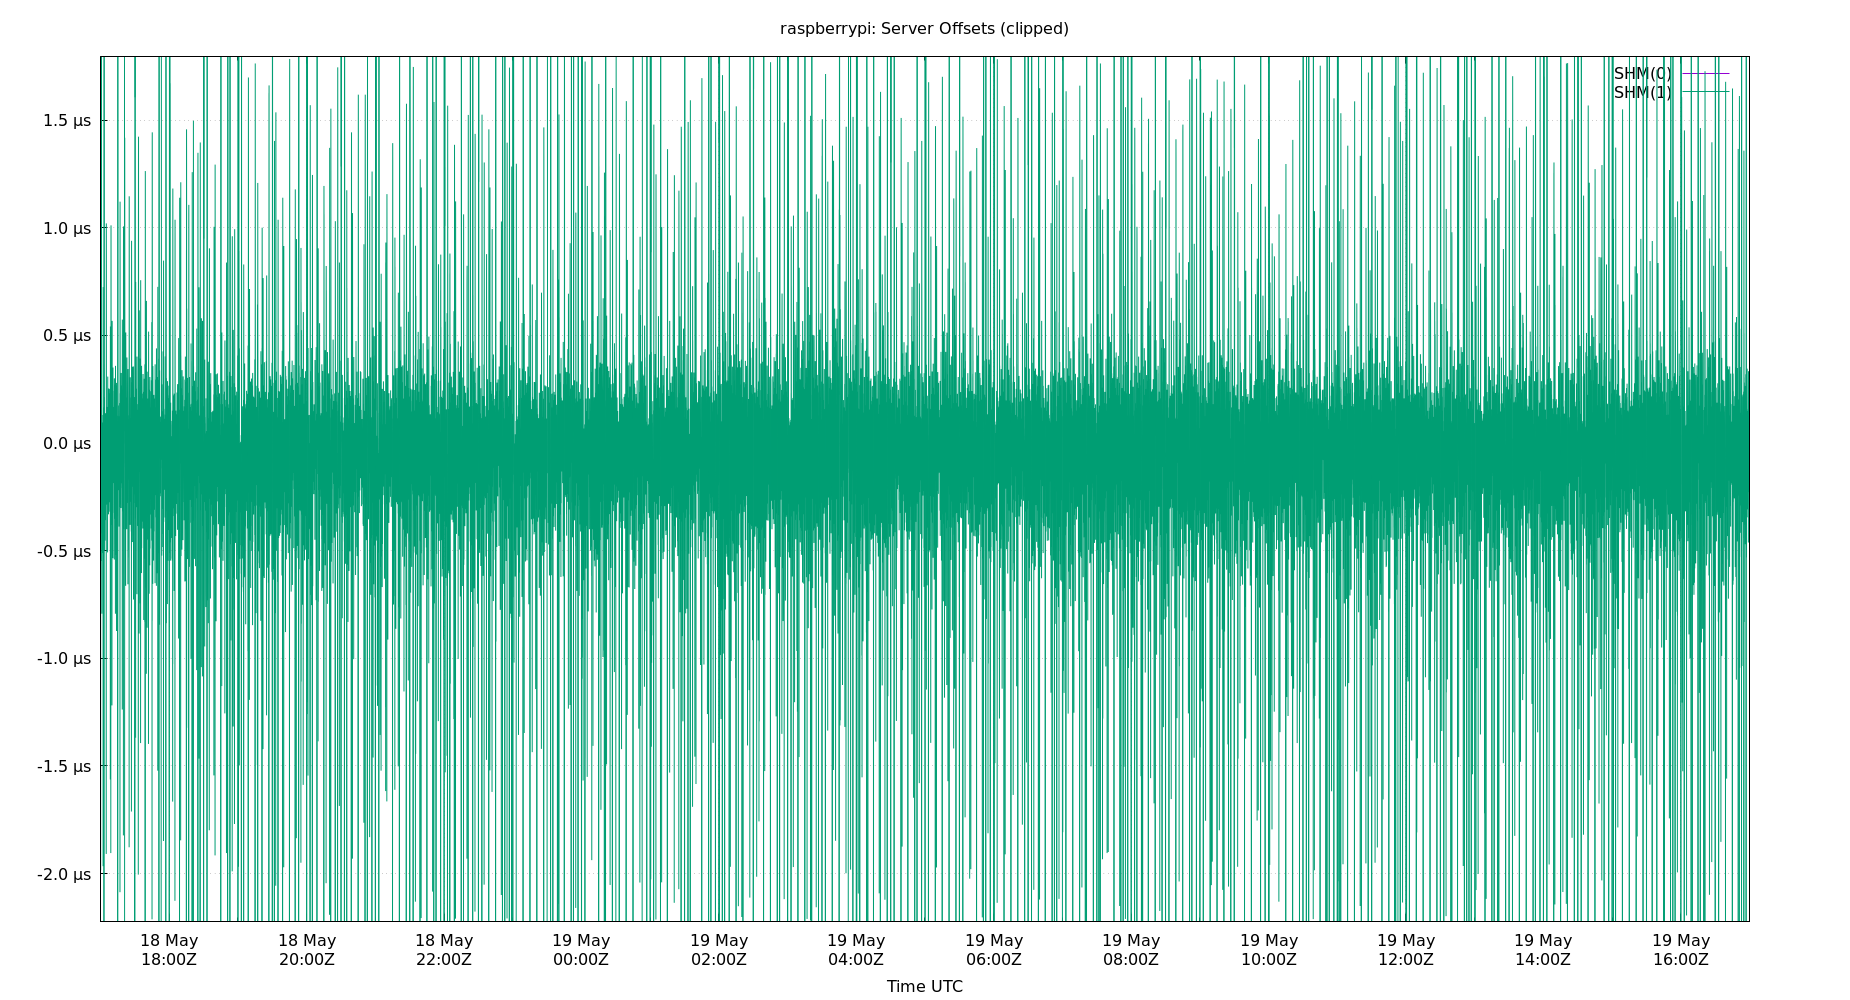 raspberrypi: Server Offsets (clipped)
SHM(0)
SHM(1)
1.5 µs
1.0 µs
0.5 µs
0.0 µs
-0.5 µs
-1.0 µs
-1.5 µs
-2.0 µs
18 May 18 May 18 May 19 May 19 May 19 May 19 May 19 May 19 May 19 May 19 May 19 May
18:00Z 20:00Z 22:00Z 00:00Z 02:00Z 04:00Z 06:00Z 08:00Z 10:00Z 12:00Z 14:00Z 16:00Z
Time UTC